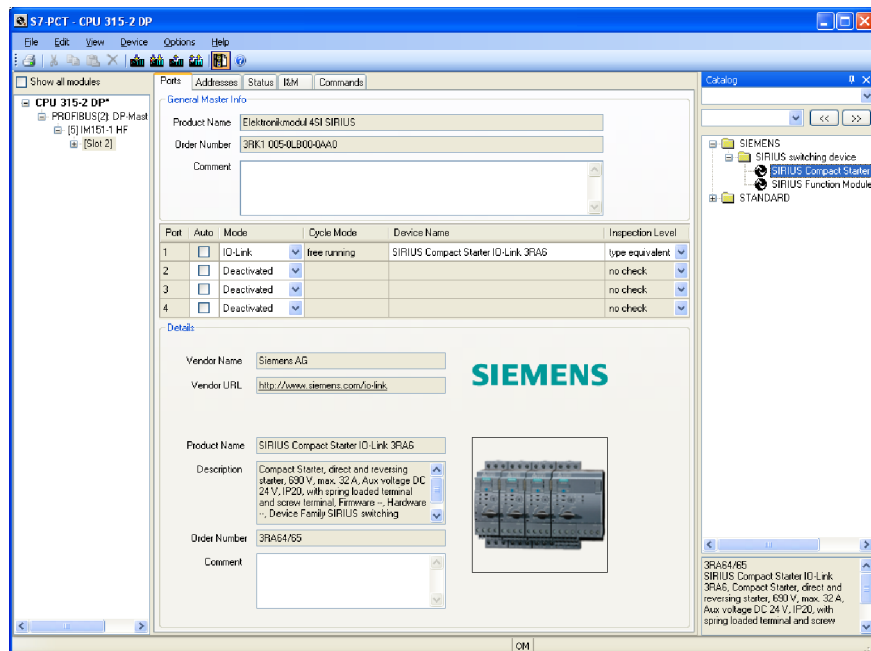 S7-PCT - CPU 315-2 DP
File Edit View Device Options Help
Show all modules
CPU 315-2 DP*
PROFIBUS(2): DP-Mast
[5] IM151-1 HF
[Slot 2]
Ports Addresses Status I&M Commands
General Master Info
Product Name Elektronikmodul 4SI SIRIUS
Order Number 3RK1 005-0LB00-0AA0
Comment
Port Auto Mode Cycle Mode Device Name Inspection Level
1 IO-Link free running SIRIUS Compact Starter IO-Link 3RA6 type equivalent
2 Deactivated no check
3 Deactivated no check
4 Deactivated no check
Details
Vendor Name Siemens AG
Vendor URL http://www.siemens.com/io-link
SIEMENS
Product Name SIRIUS Compact Starter IO-Link 3RA6
Description Compact Starter, direct and reversing
starter, 690 V, max. 32 A, Aux voltage DC
24 V, IP20, with spring loaded terminal
and screw terminal, Firmware --, Hardware
--, Device Family SIRIUS switching
Order Number 3RA64/65
Comment
Catalog
<< >>
SIEMENS
SIRIUS switching device
SIRIUS Compact Starter
SIRIUS Function Module
STANDARD
3RA64/65
SIRIUS Compact Starter IO-Link
3RA6, Compact Starter, direct and
reversing starter, 690 V, max. 32 A,
Aux voltage DC 24 V, IP20, with
spring loaded terminal and screw
OM